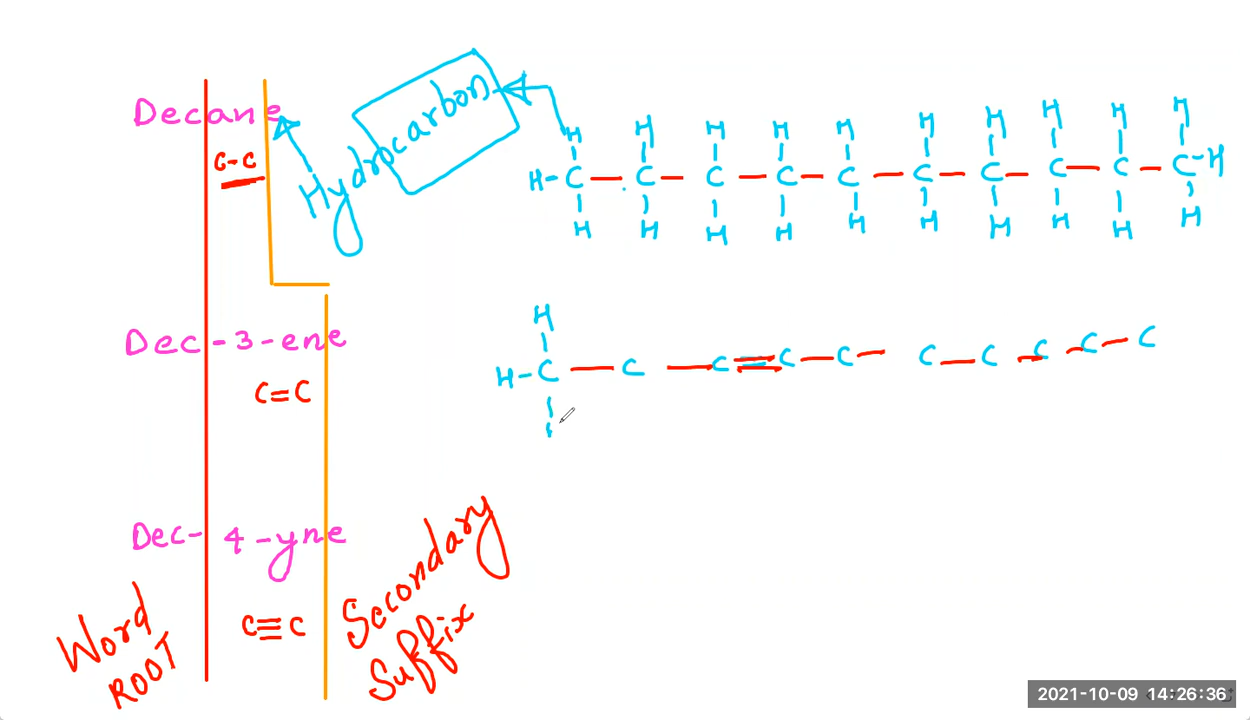 Decane
C-C
Hydrocarbon
H H H H H H H H H H
H-C-C-C-C-C-C-C-C-C-C-H
H H H H H H H H H H
Dec-3-ene
C=C
H
H-C-C-C=C-C-C-C-C-C-C
Dec-4-yne
C≡C
Word
ROOT
Secondary
Suffix
2021-10-09 14:26:36